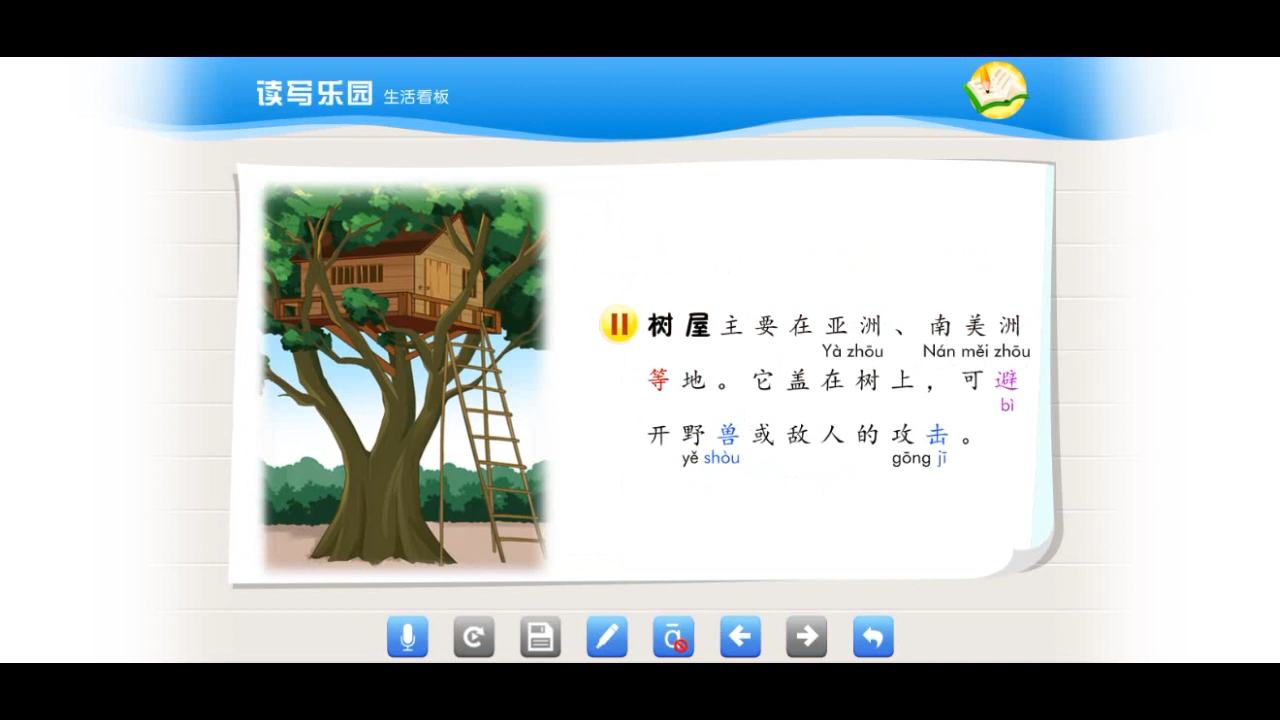 读写乐园 生活看板
树屋主要在亚洲、南美洲
Yà zhōu Nán měi zhōu
等地。它盖在树上，可避
bì
开野兽或敌人的攻击。
yě shòu gōng jī